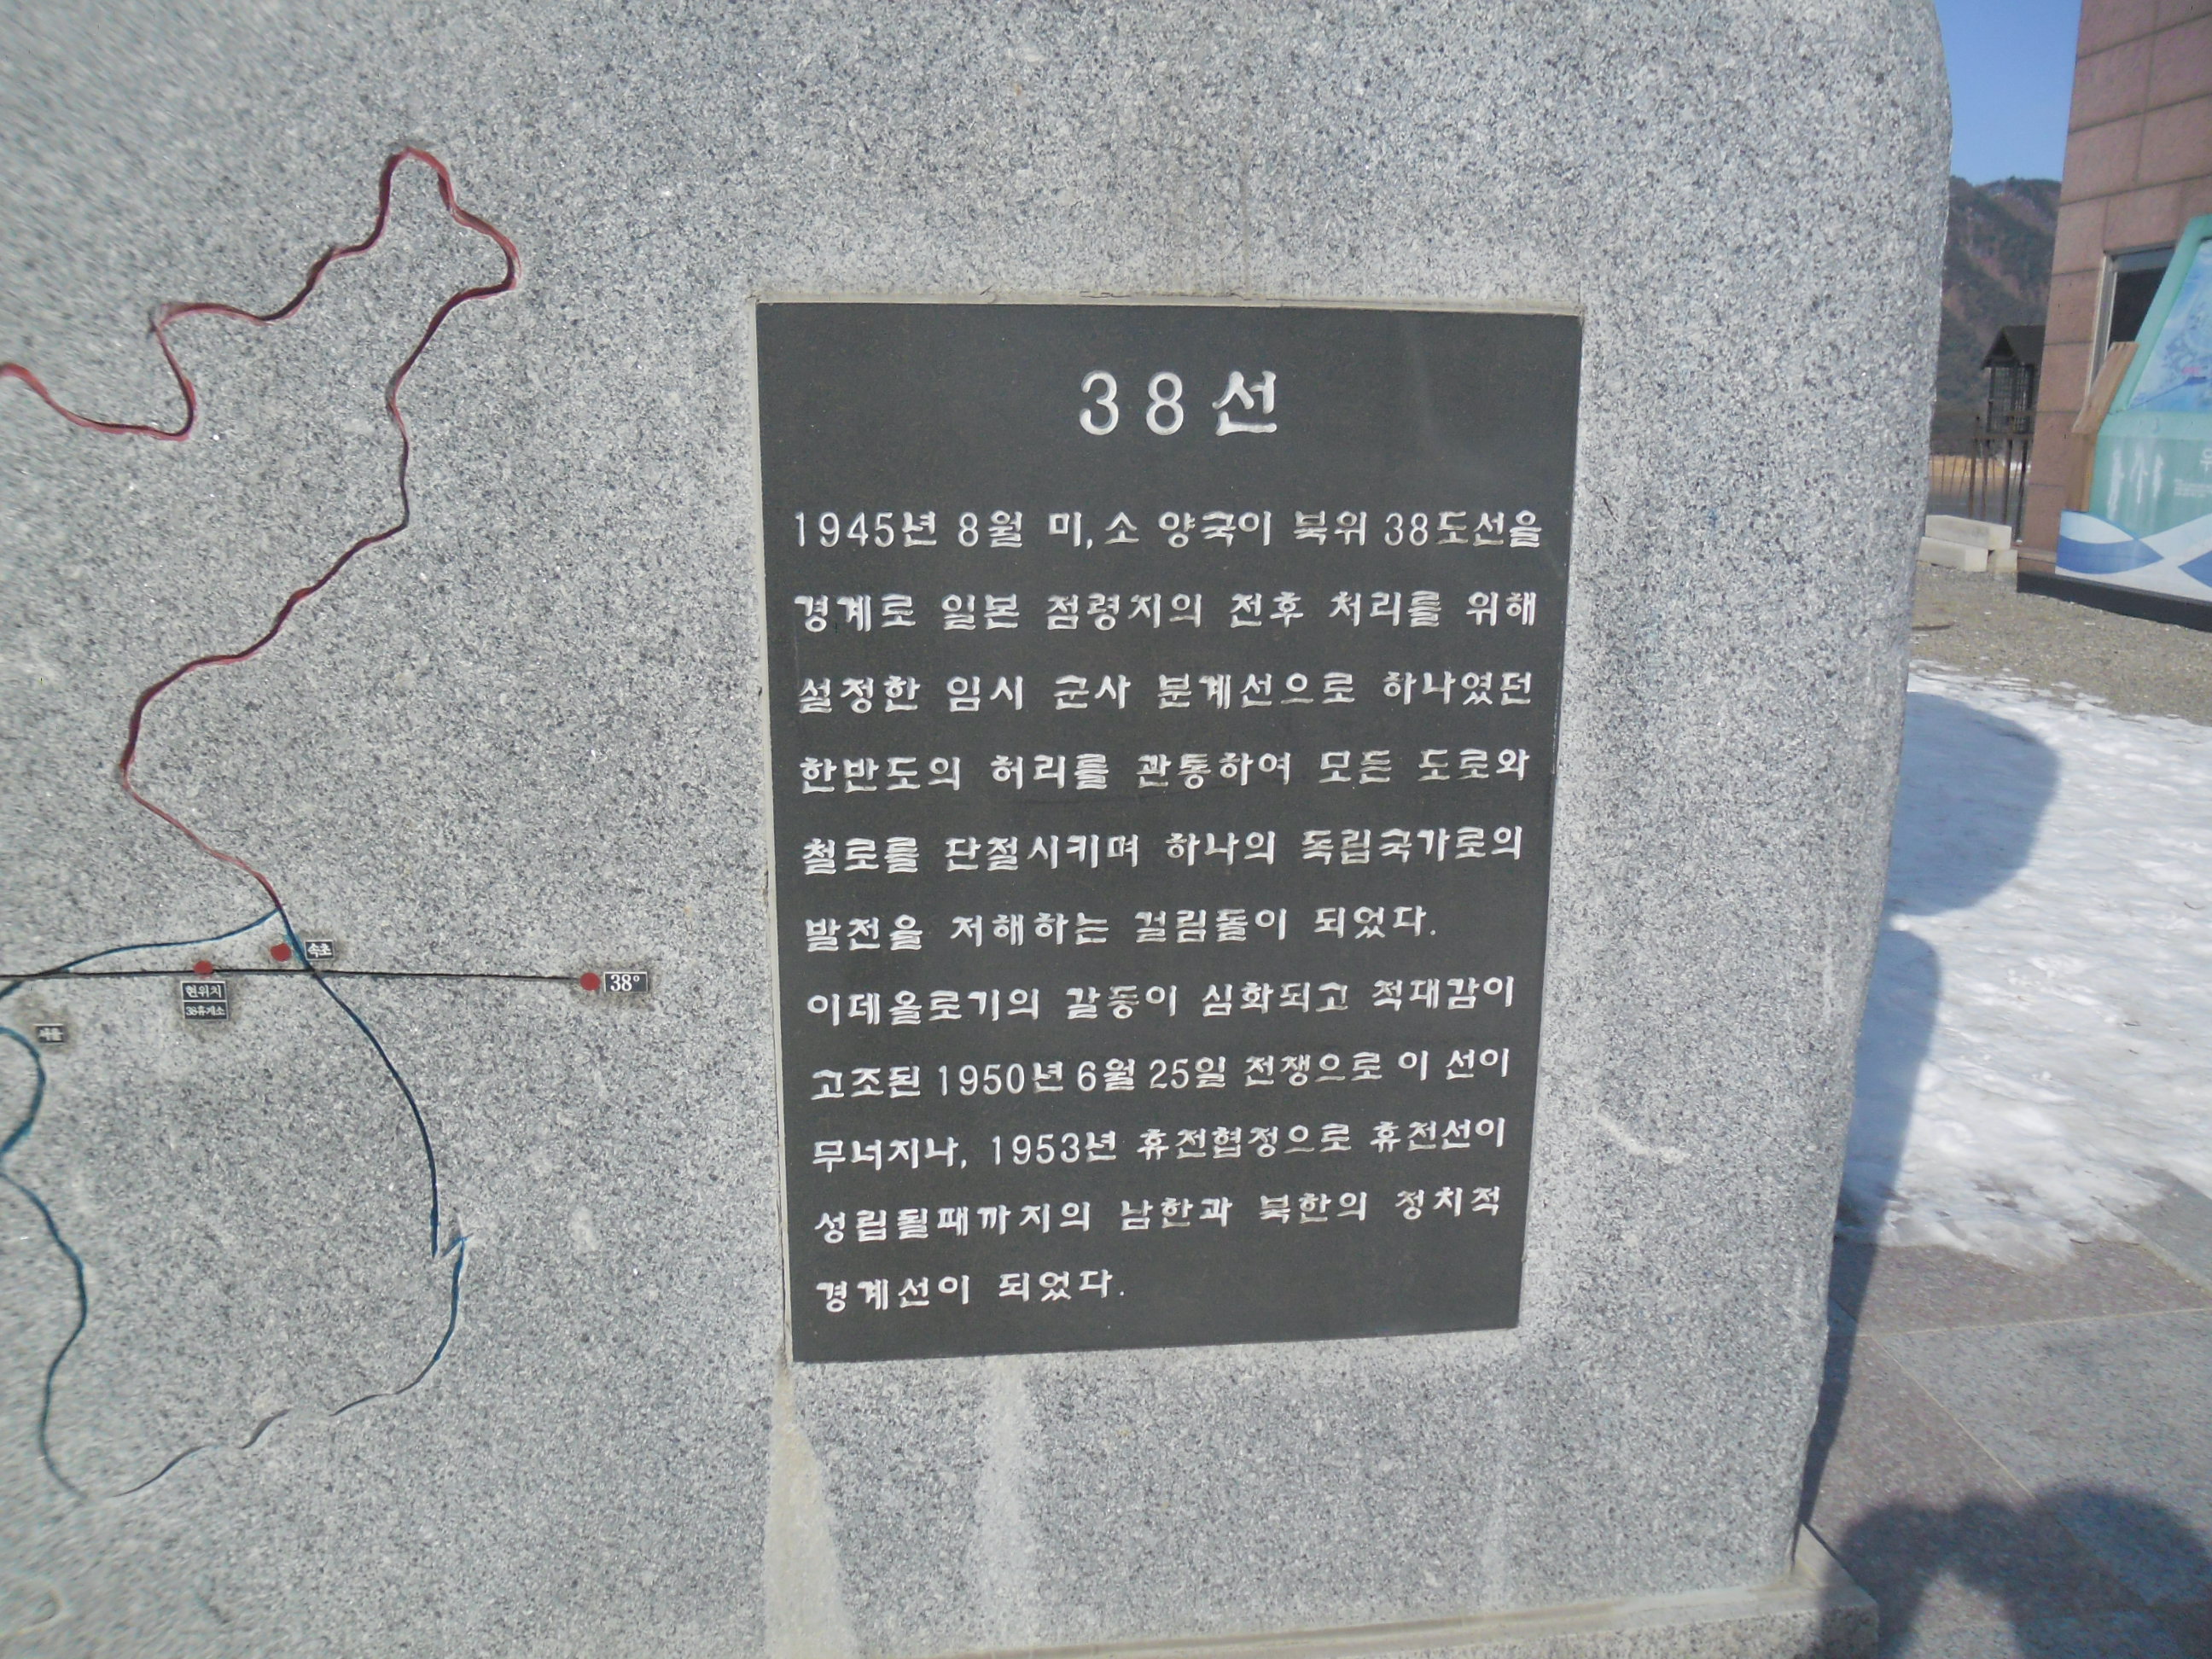 38선
1945년 8월 미,소 양국이 북위 38도선을
경계로 일본 점령지의 전후 처리를 위해
설정한 임시 군사 분계선으로 하나였던
한반도의 허리를 관통하여 모든 도로와
철로를 단절시키며 하나의 독립국가로의
발전을 저해하는 걸림돌이 되었다.
이데올로기의 갈등이 심화되고 적대감이
고조된 1950년 6월 25일 전쟁으로 이 선이
무너지나, 1953년 휴전협정으로 휴전선이
성립될때까지의 남한과 북한의 정치적
경계선이 되었다.
속초
38°
현위치
38휴게소
서울